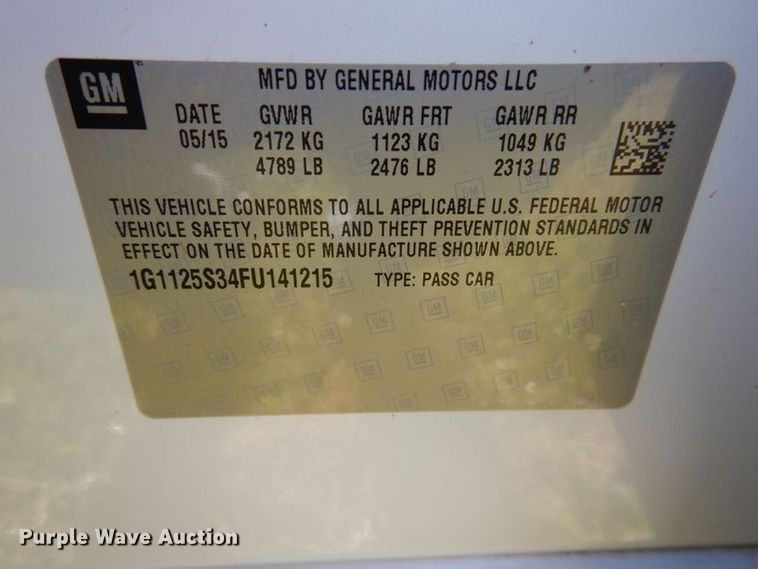 GM
MFD BY GENERAL MOTORS LLC
DATE GVWR GAWR FRT GAWR RR
05/15 2172 KG 1123 KG 1049 KG
4789 LB 2476 LB 2313 LB
THIS VEHICLE CONFORMS TO ALL APPLICABLE U.S. FEDERAL MOTOR
VEHICLE SAFETY, BUMPER, AND THEFT PREVENTION STANDARDS IN
EFFECT ON THE DATE OF MANUFACTURE SHOWN ABOVE.
1G1125S34FU141215 TYPE: PASS CAR
Purple Wave Auction